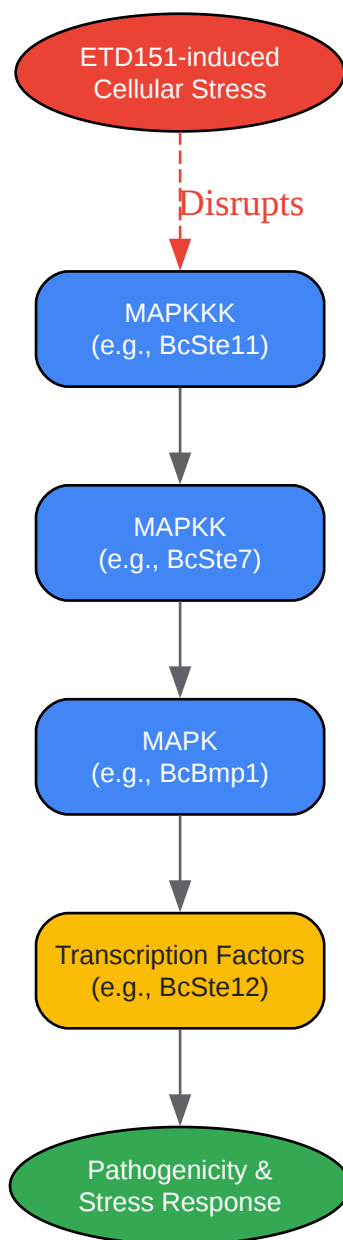 ETD151-induced
Cellular Stress
Disrupts
MAPKKK
(e.g., BcSte11)
MAPKK
(e.g., BcSte7)
MAPK
(e.g., BcBmp1)
Transcription Factors
(e.g., BcSte12)
Pathogenicity &
Stress Response